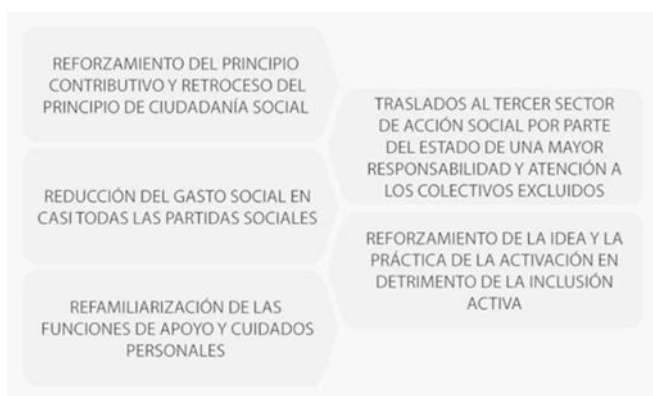 REFORZAMIENTO DEL PRINCIPIO
CONTRIBUTIVO Y RETROCESO DEL
PRINCIPIO DE CIUDADANÍA SOCIAL
REDUCCIÓN DEL GASTO SOCIAL EN
CASI TODAS LAS PARTIDAS SOCIALES
REFAMILIARIZACIÓN DE LAS
FUNCIONES DE APOYO Y CUIDADOS
PERSONALES
TRASLADOS AL TERCER SECTOR
DE ACCIÓN SOCIAL POR PARTE
DEL ESTADO DE UNA MAYOR
RESPONSABILIDAD Y ATENCIÓN A
LOS COLECTIVOS EXCLUIDOS
REFORZAMIENTO DE LA IDEA Y LA
PRÁCTICA DE LA ACTIVACIÓN EN
DETRIMENTO DE LA INCLUSIÓN
ACTIVA